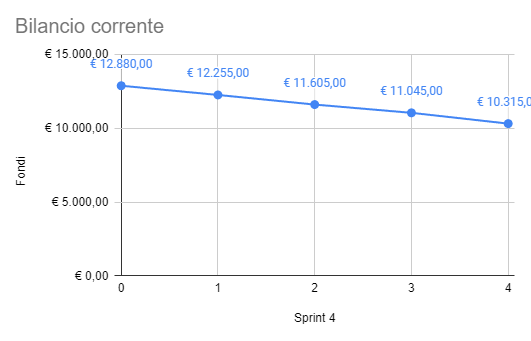 Bilancio corrente
€ 15.000,00
€ 12.880,00
€ 12.255,00
€ 11.605,00
€ 11.045,00
€ 10.315,0
€ 10.000,00
Fondi
€ 5.000,00
€ 0,00
0 1 2 3 4
Sprint 4